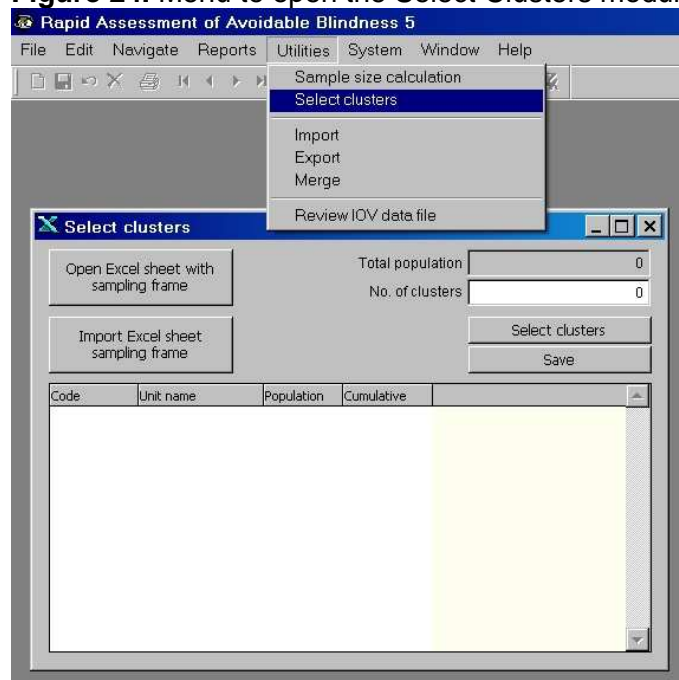 Figure 24. Menu to open the Select Clusters modul
Rapid Assessment of Avoidable Blindness 5
File Edit Navigate Reports Utilities System Window Help
Sample size calculation
Select clusters
Import
Export
Merge
Review IOV data file
Select clusters
Open Excel sheet with
sampling frame
Total population 0
No. of clusters 0
Import Excel sheet
sampling frame
Select clusters
Save
Code Unit name Population Cumulative